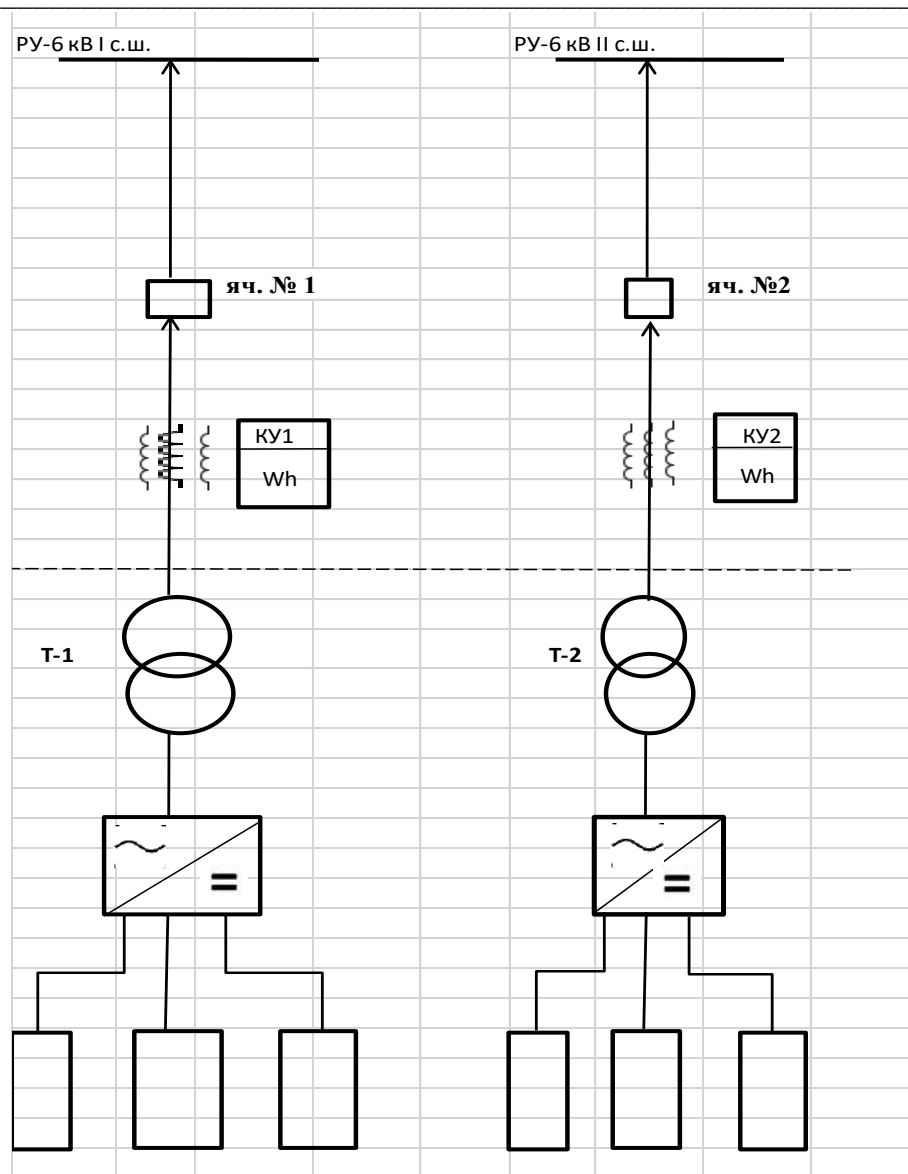 РУ-6 кВ I с.ш.
РУ-6 кВ II с.ш.
яч. № 1
яч. №2
КУ1
Wh
КУ2
Wh
Т-1
Т-2